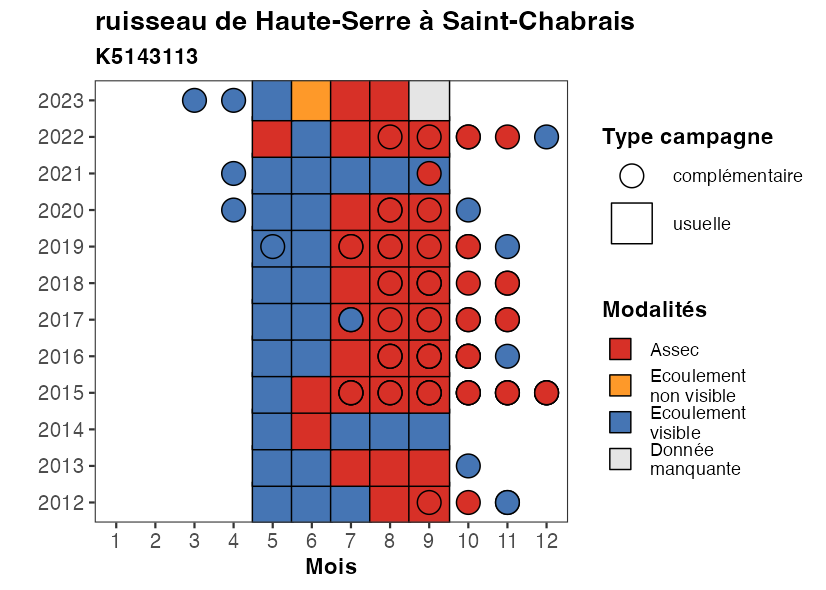 ruisseau de Haute-Serre à Saint-Chabrais
K5143113
2023
2022
2021
2020
2019
2018
2017
2016
2015
2014
2013
2012
1 2 3 4 5 6 7 8 9 10 11 12
Mois
Type campagne
complémentaire
usuelle
Modalités
Assec
Ecoulement
non visible
Ecoulement
visible
Donnée
manquante